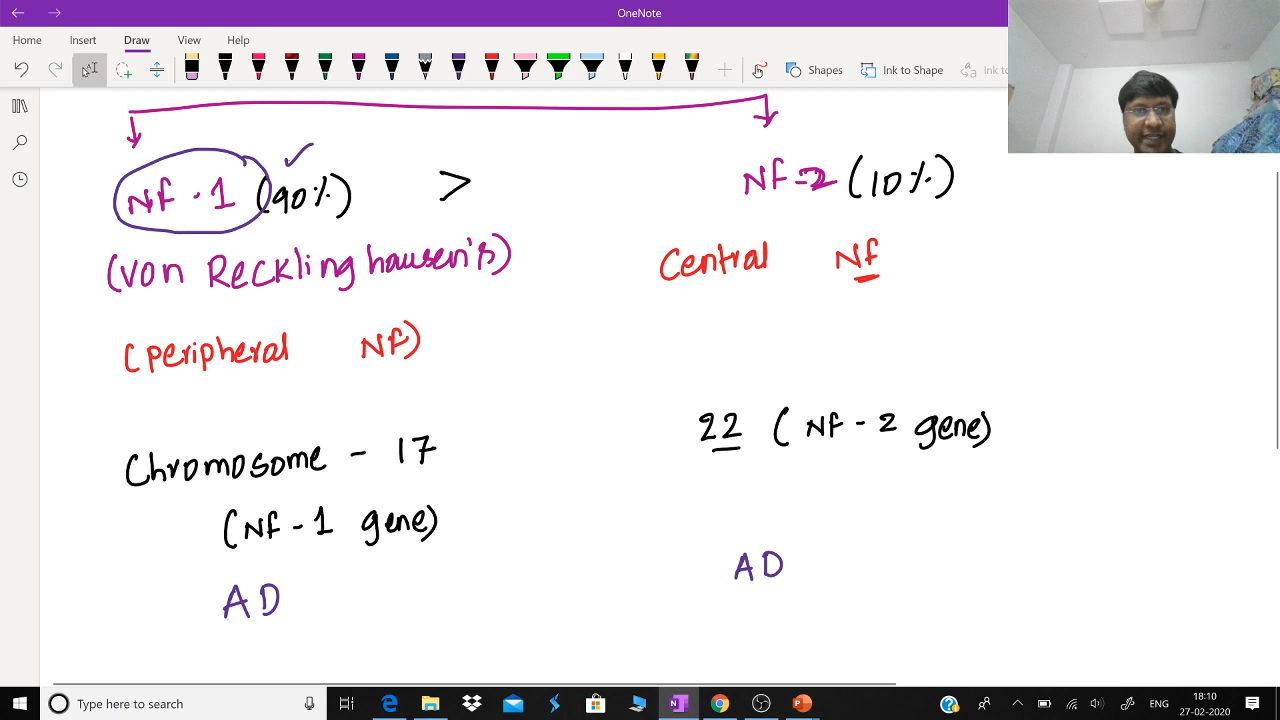 OneNote
Home Insert Draw View Help
Shapes Ink to Shape Ink to
Nf - 1 (90%) > Nf-2 (10%)
(Von Recklinghausen's) Central Nf
(peripheral Nf)
22 (Nf - 2 gene)
Chromosome - 17
(Nf - 1 gene)
AD AD
Type here to search
18:10
27-02-2020